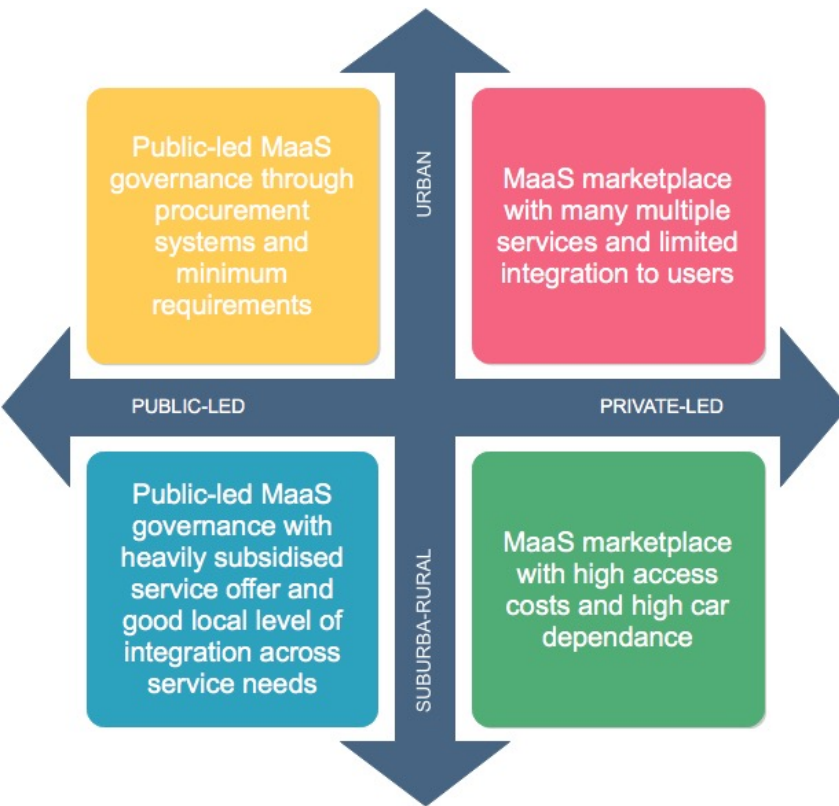 Public-led MaaS
governance through
procurement
systems and
minimum
requirements
URBAN
MaaS marketplace
with many multiple
services and limited
integration to users
PUBLIC-LED
PRIVATE-LED
Public-led MaaS
governance with
heavily subsidised
service offer and
good local level of
integration across
service needs
SUBURBA-RURAL
MaaS marketplace
with high access
costs and high car
dependance